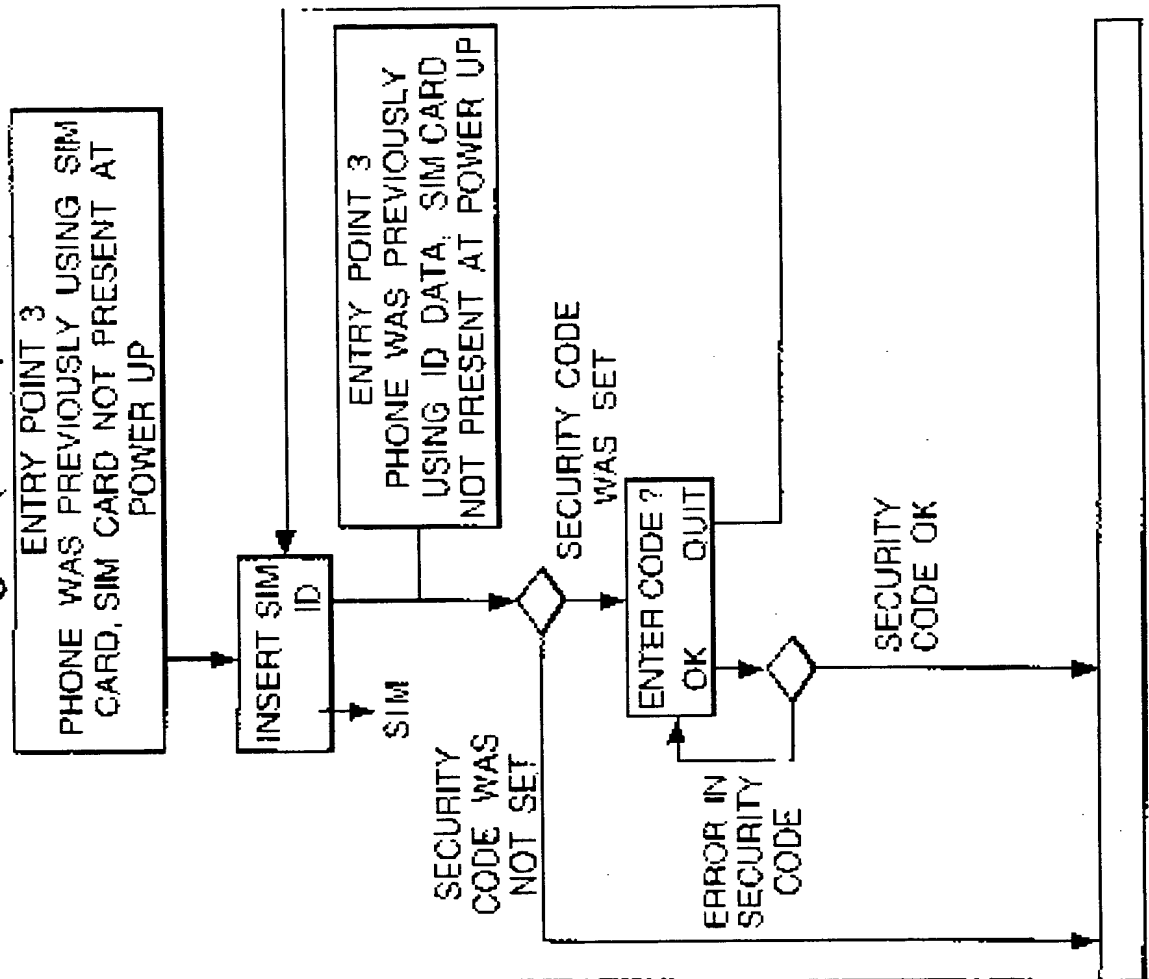 ENTRY POINT 3
PHONE WAS PREVIOUSLY USING SIM
CARD, SIM CARD NOT PRESENT AT
POWER UP
INSERT SIM
ID
SIM
ENTRY POINT 3
PHONE WAS PREVIOUSLY
USING ID DATA, SIM CARD
NOT PRESENT AT POWER UP
SECURITY
CODE WAS
NOT SET
SECURITY CODE
WAS SET
ENTER CODE?
OK QUIT
ERROR IN
SECURITY
CODE
SECURITY
CODE OK